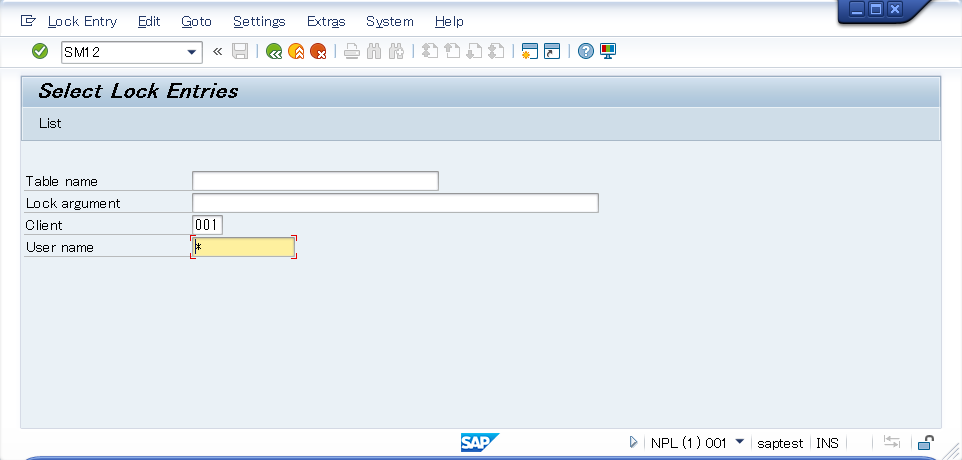 Lock Entry Edit Goto Settings Extras System Help
SM12 «
Select Lock Entries
List
Table name
Lock argument
Client 001
User name *
SAP NPL (1) 001 saptest INS